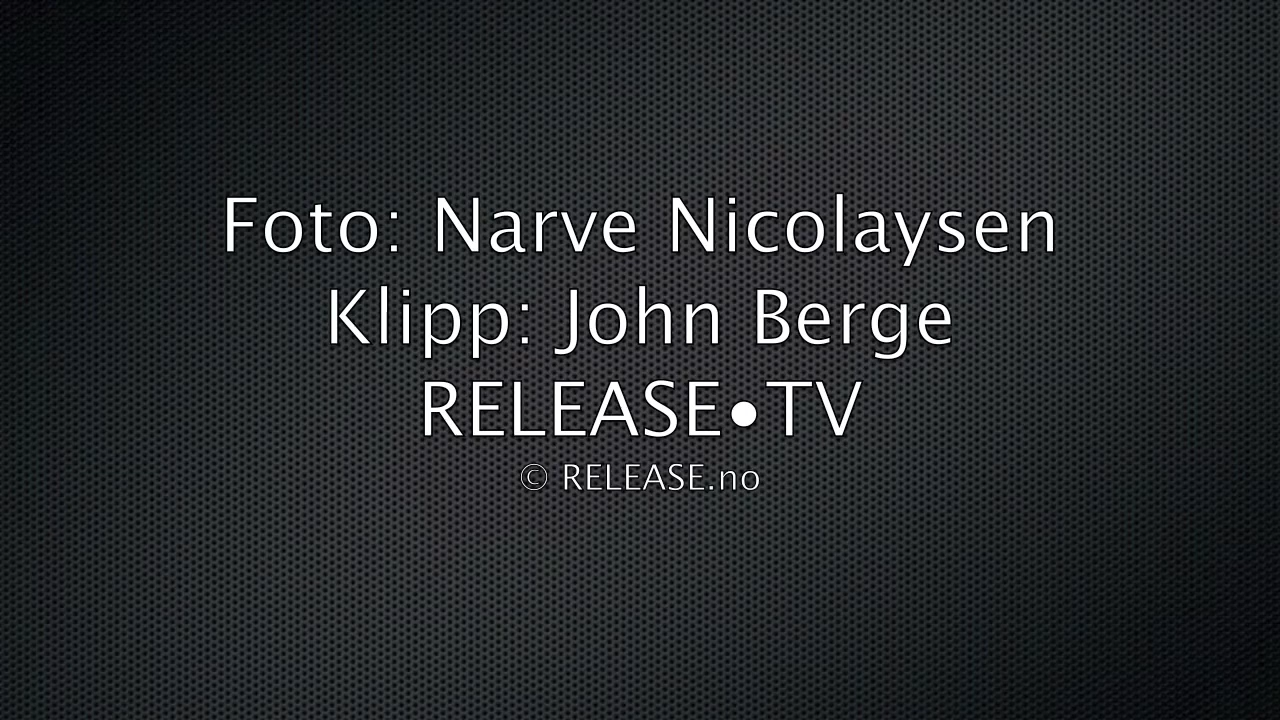 Foto: Narve Nicolaysen
Klipp: John Berge
RELEASE•TV
© RELEASE.no